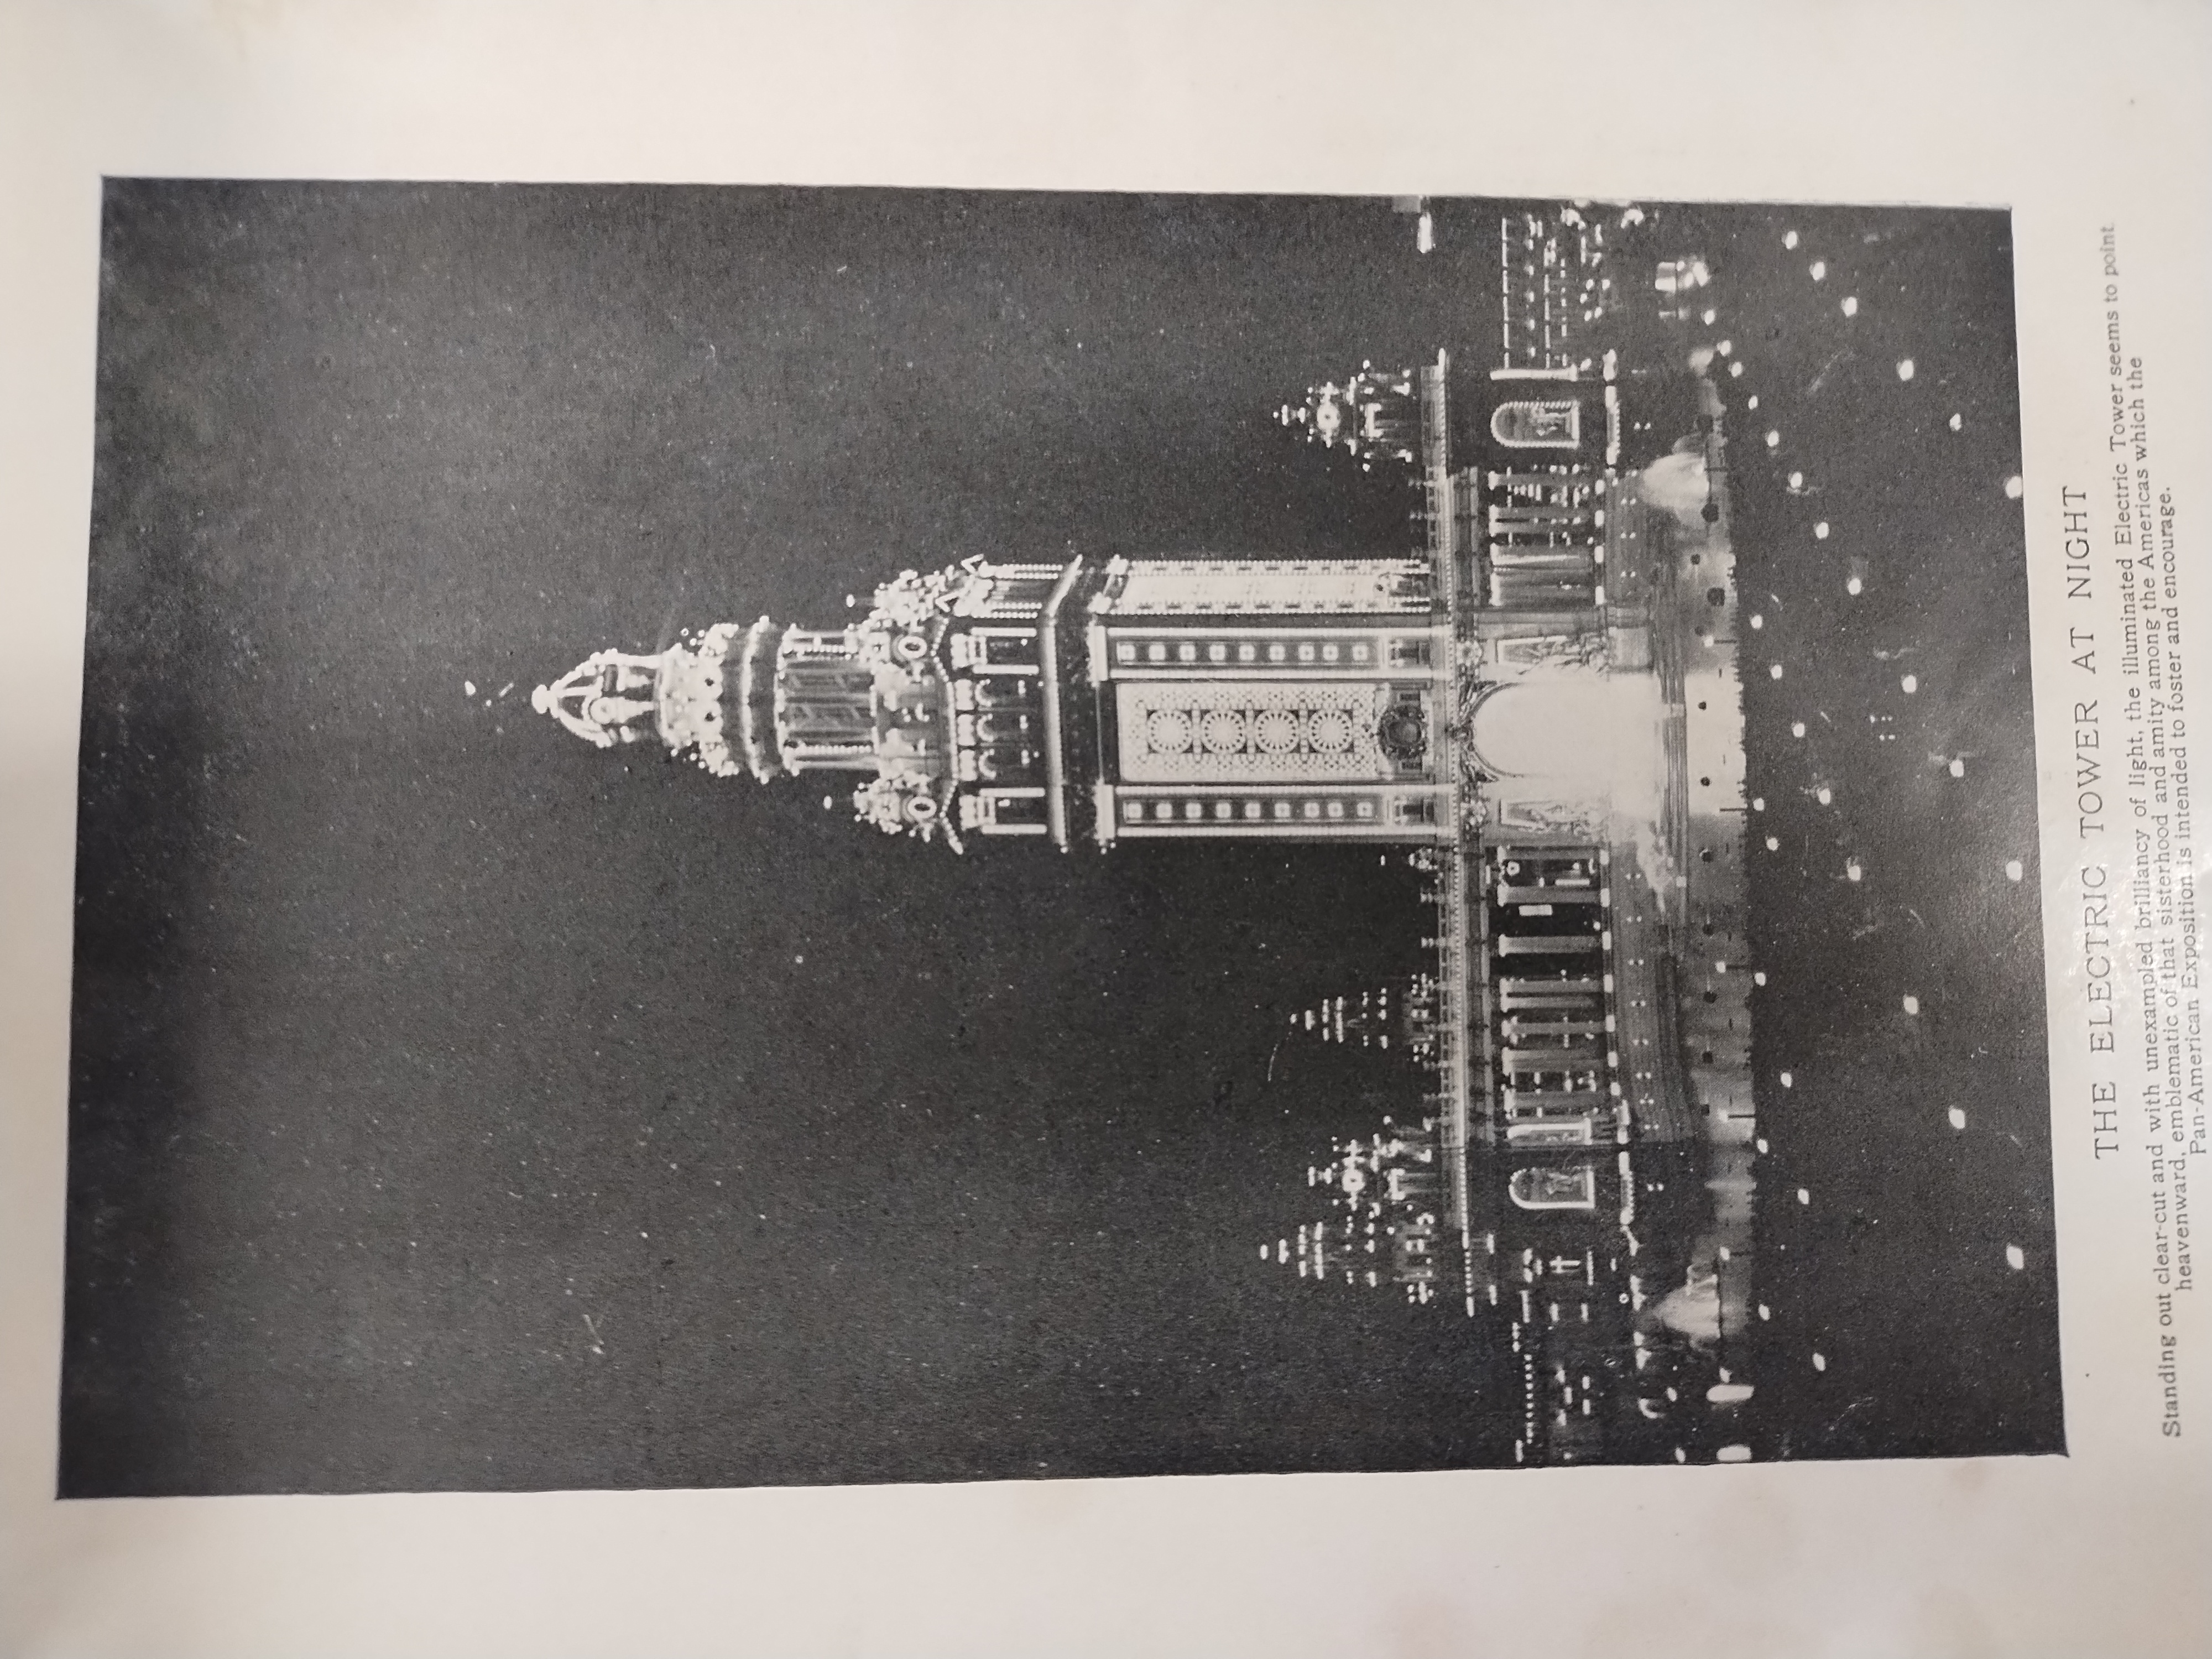 THE ELECTRIC TOWER AT NIGHT
Standing out clear-cut and with unexampled brilliancy of light, the illuminated Electric Tower seems to point
heavenward, emblematic of that sisterhood and amity among the Americas which the
Pan-American Exposition is intended to foster and encourage.